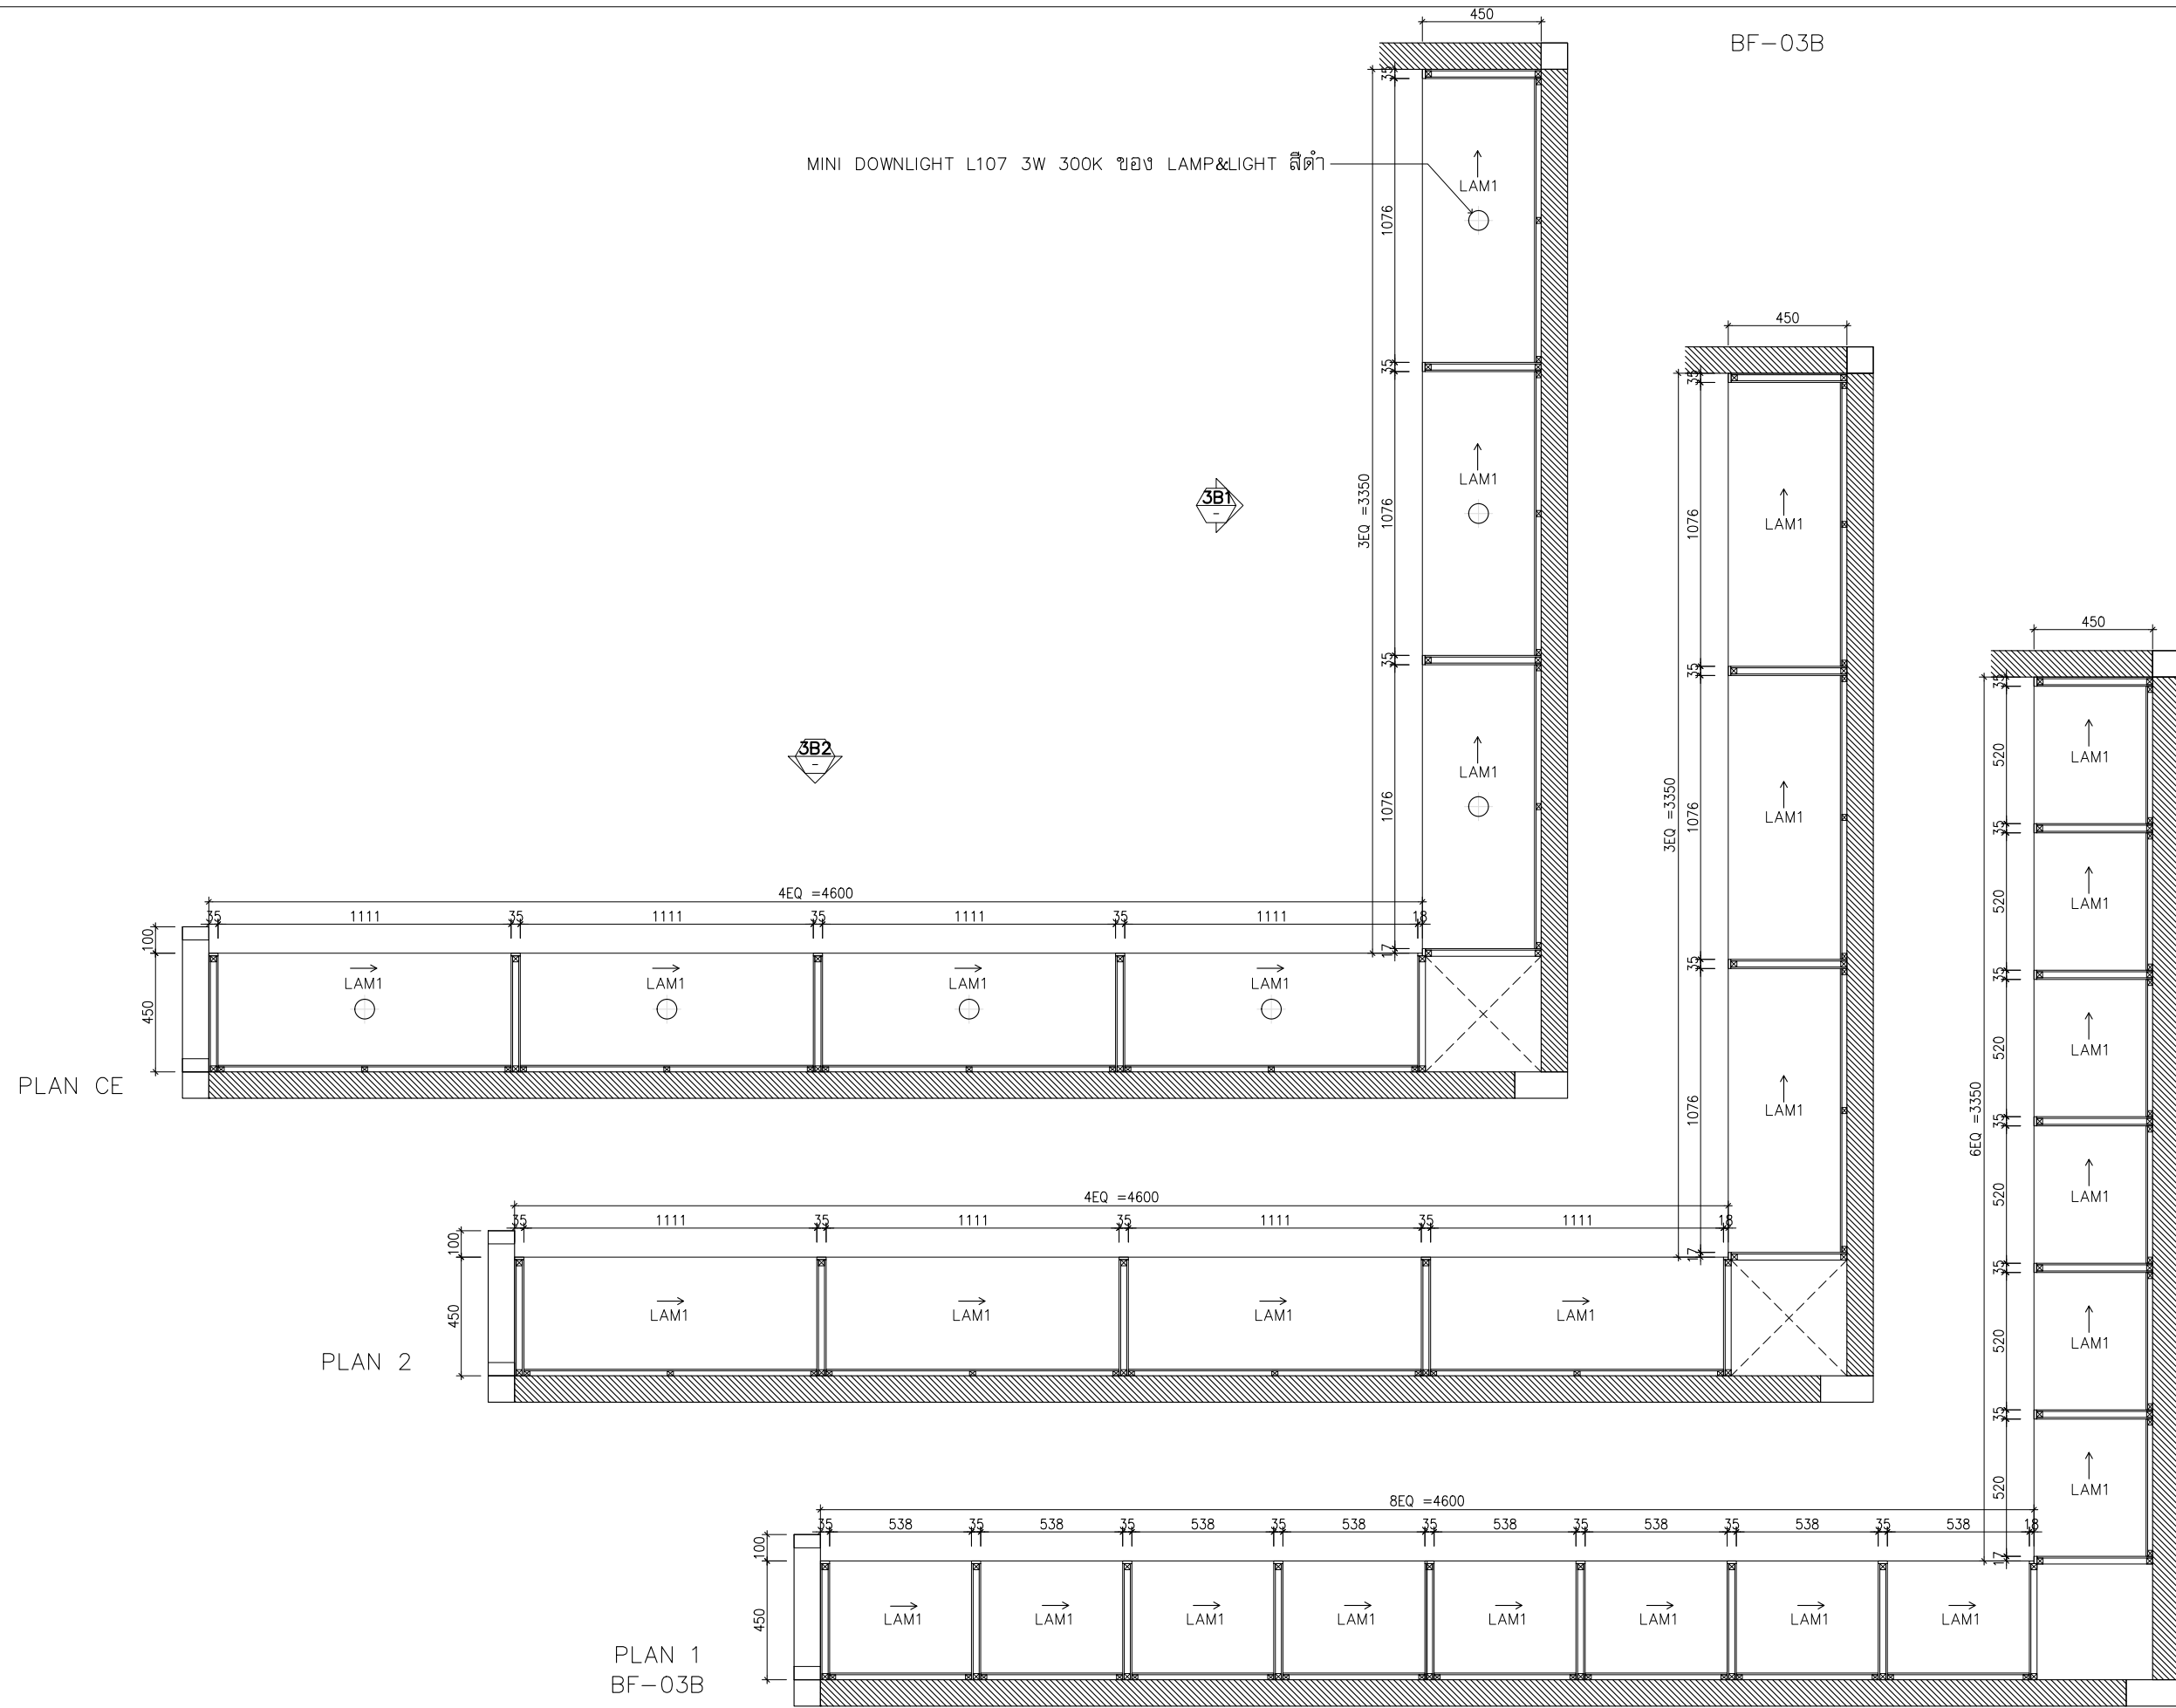 450
BF-03B
35
MINI DOWNLIGHT L107 3W 300K ของ LAMP&LIGHT สีดำ
LAM1
1076
35
3EQ =3350
LAM1
1076
3B1
-
35
LAM1
1076
17
3B2
-
4EQ =4600
35 1111 35 1111 35 1111 35 1111 18
100
450
LAM1 LAM1 LAM1 LAM1
PLAN CE
450
35
1076
LAM1
35
3EQ =3350
1076
LAM1
35
1076
LAM1
17
4EQ =4600
35 1111 35 1111 35 1111 35 1111 18
100
450
LAM1 LAM1 LAM1 LAM1
PLAN 2
450
35
520
LAM1
35
520
LAM1
35
520
LAM1
35
6EQ =3350
520
LAM1
35
520
LAM1
35
520
LAM1
17
8EQ =4600
35 538 35 538 35 538 35 538 35 538 35 538 35 538 35 538 18
100
450
LAM1 LAM1 LAM1 LAM1 LAM1 LAM1 LAM1 LAM1
PLAN 1
BF-03B